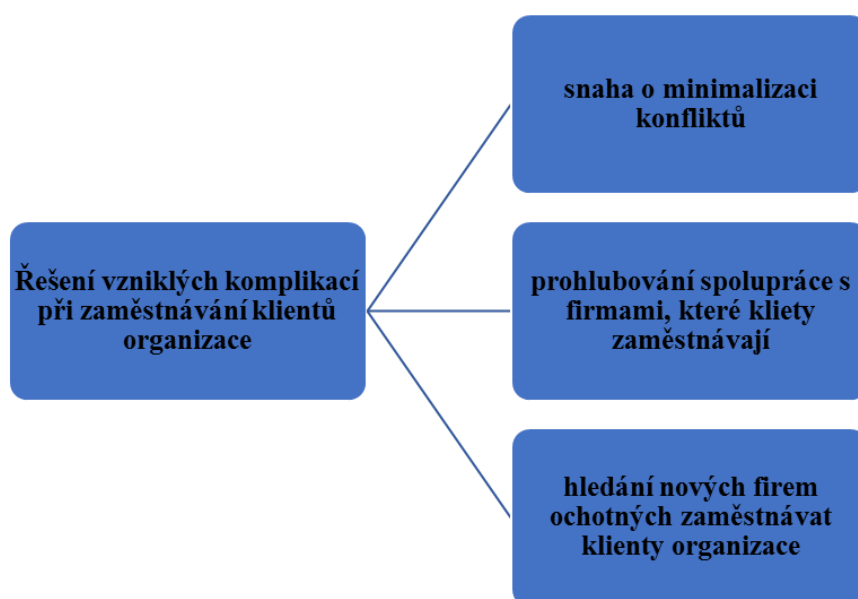 snaha o minimalizaci
konfliktů
Řešení vzniklých komplikací
při zaměstnávání klientů
organizace
prohlubování spolupráce s
firmami, které kliety
zaměstnávají
hledání nových firem
ochotných zaměstnávat
klienty organizace